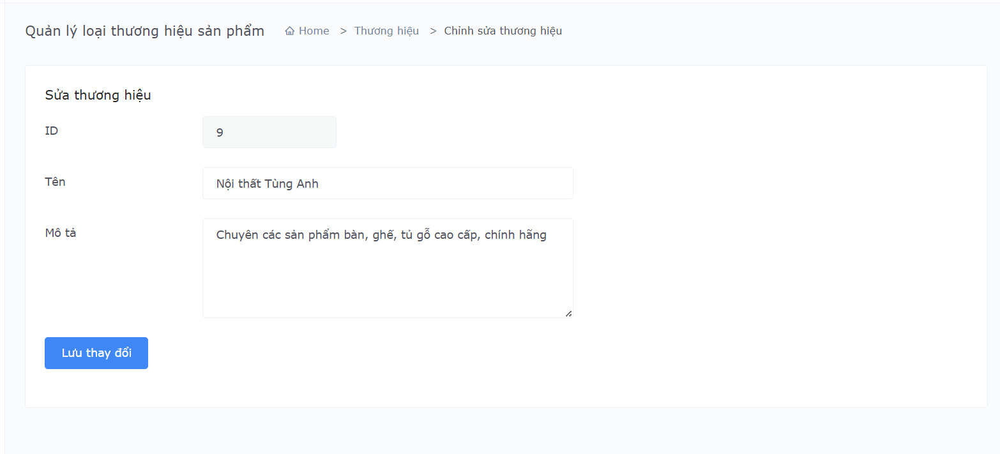 Quản lý loại thương hiệu sản phẩm Home > Thương hiệu > Chỉnh sửa thương hiệu
Sửa thương hiệu
ID 9
Tên Nội thất Tùng Anh
Mô tả Chuyên các sản phẩm bàn, ghế, tủ gỗ cao cấp, chính hãng
Lưu thay đổi